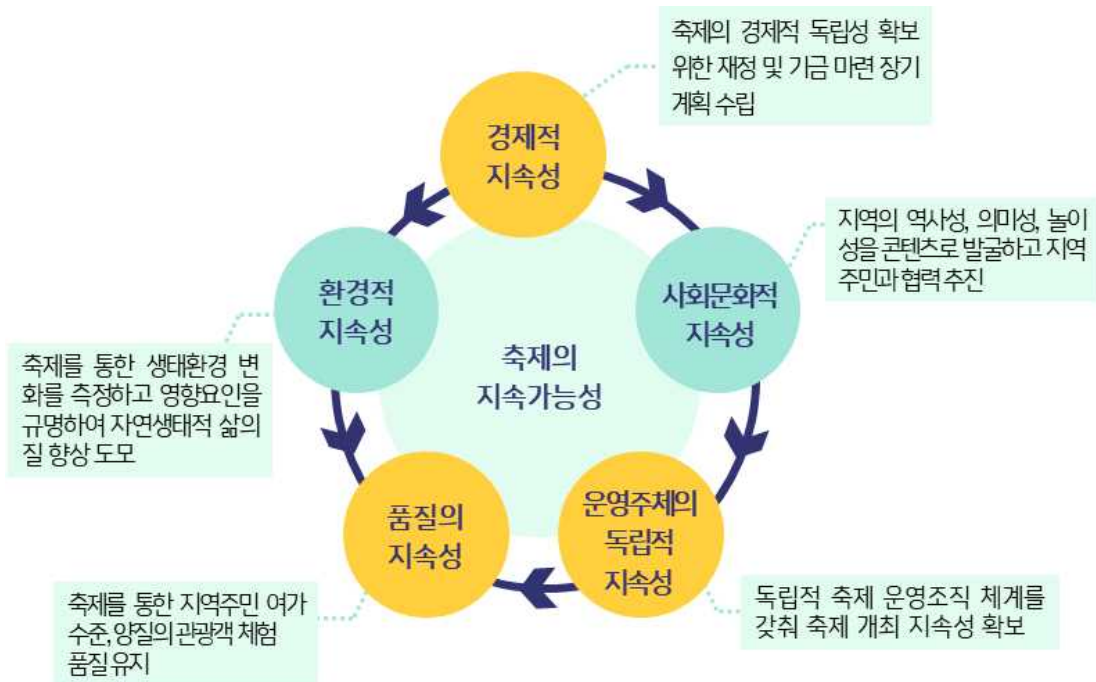 축제의 경제적 독립성 확보
위한 재정 및 기금 마련 장기
계획 수립
경제적
지속성
지역의 역사성, 의미성, 놀이
성을 콘텐츠로 발굴하고 지역
주민과 협력 추진
환경적
지속성
사회문화적
지속성
축제의
지속가능성
축제를 통한 생태환경 변
화를 측정하고 영향요인을
규명하여 자연생태적 삶의
질 향상 도모
품질의
지속성
운영주체의
독립적
지속성
축제를 통한 지역주민 여가
수준, 양질의 관광객 체험
품질 유지
독립적 축제 운영조직 체계를
갖춰 축제 개최 지속성 확보